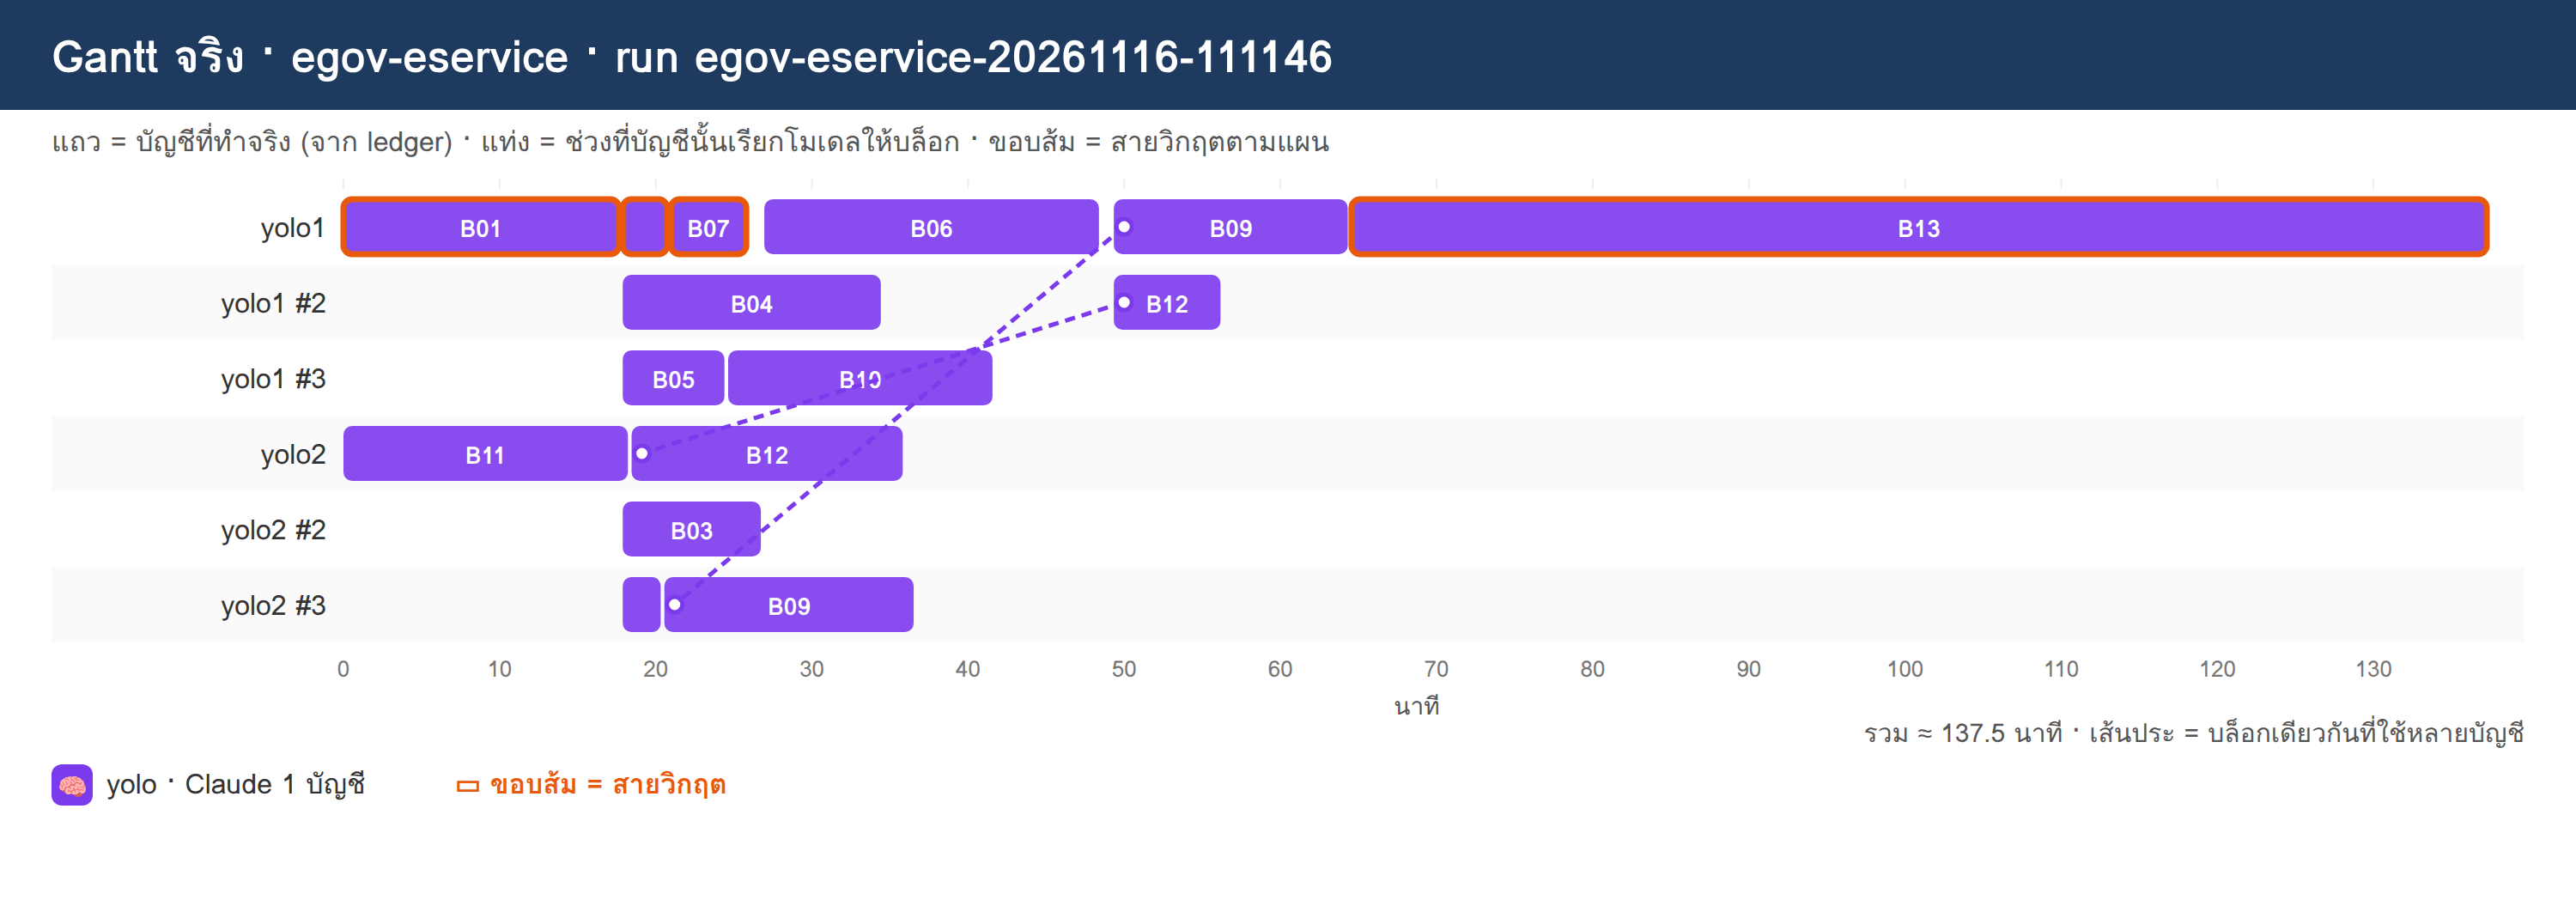 Gantt จริง · egov-eservice · run egov-eservice-20261116-111146
แถว = บัญชีที่ทำจริง (จาก ledger) · แท่ง = ช่วงที่บัญชีนั้นเรียกโมเดลให้บล็อก · ขอบส้ม = สายวิกฤตตามแผน
yolo1 B01 B07 B06 B09 B13
yolo1 #2 B04 B12
yolo1 #3 B05 B10
yolo2 B11 B12
yolo2 #2 B03
yolo2 #3 B09
0 10 20 30 40 50 60 70 80 90 100 110 120 130
นาที
รวม ≈ 137.5 นาที · เส้นประ = บล็อกเดียวกันที่ใช้หลายบัญชี
yolo · Claude 1 บัญชี ▭ ขอบส้ม = สายวิกฤต